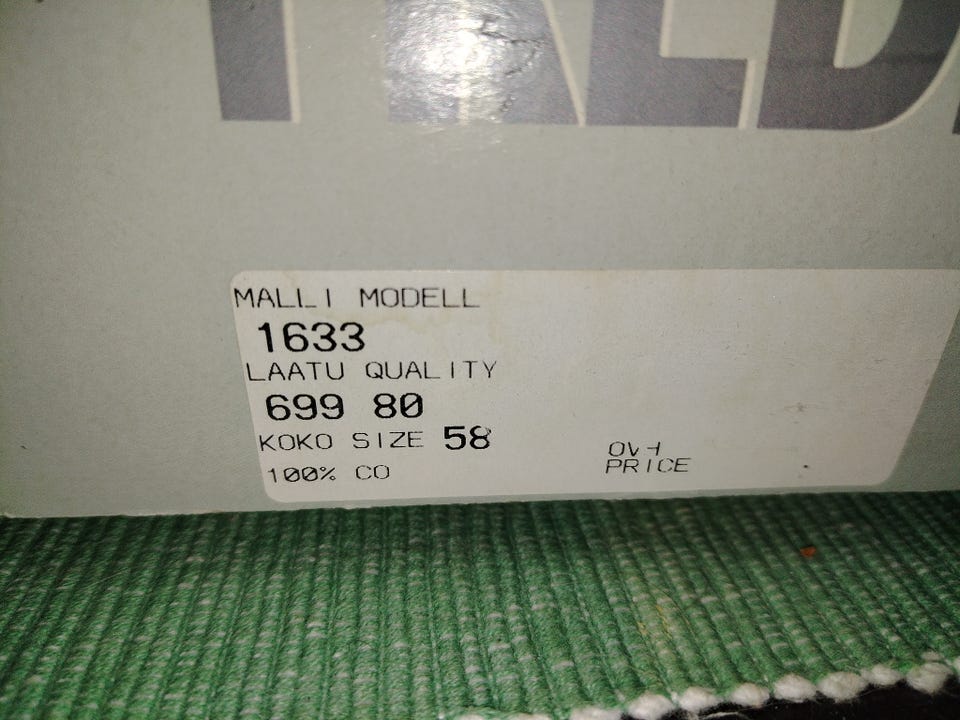 MALLI MODELL
1633
LAATU QUALITY
699 80
KOKO SIZE 58
100% CO
OVH
PRICE